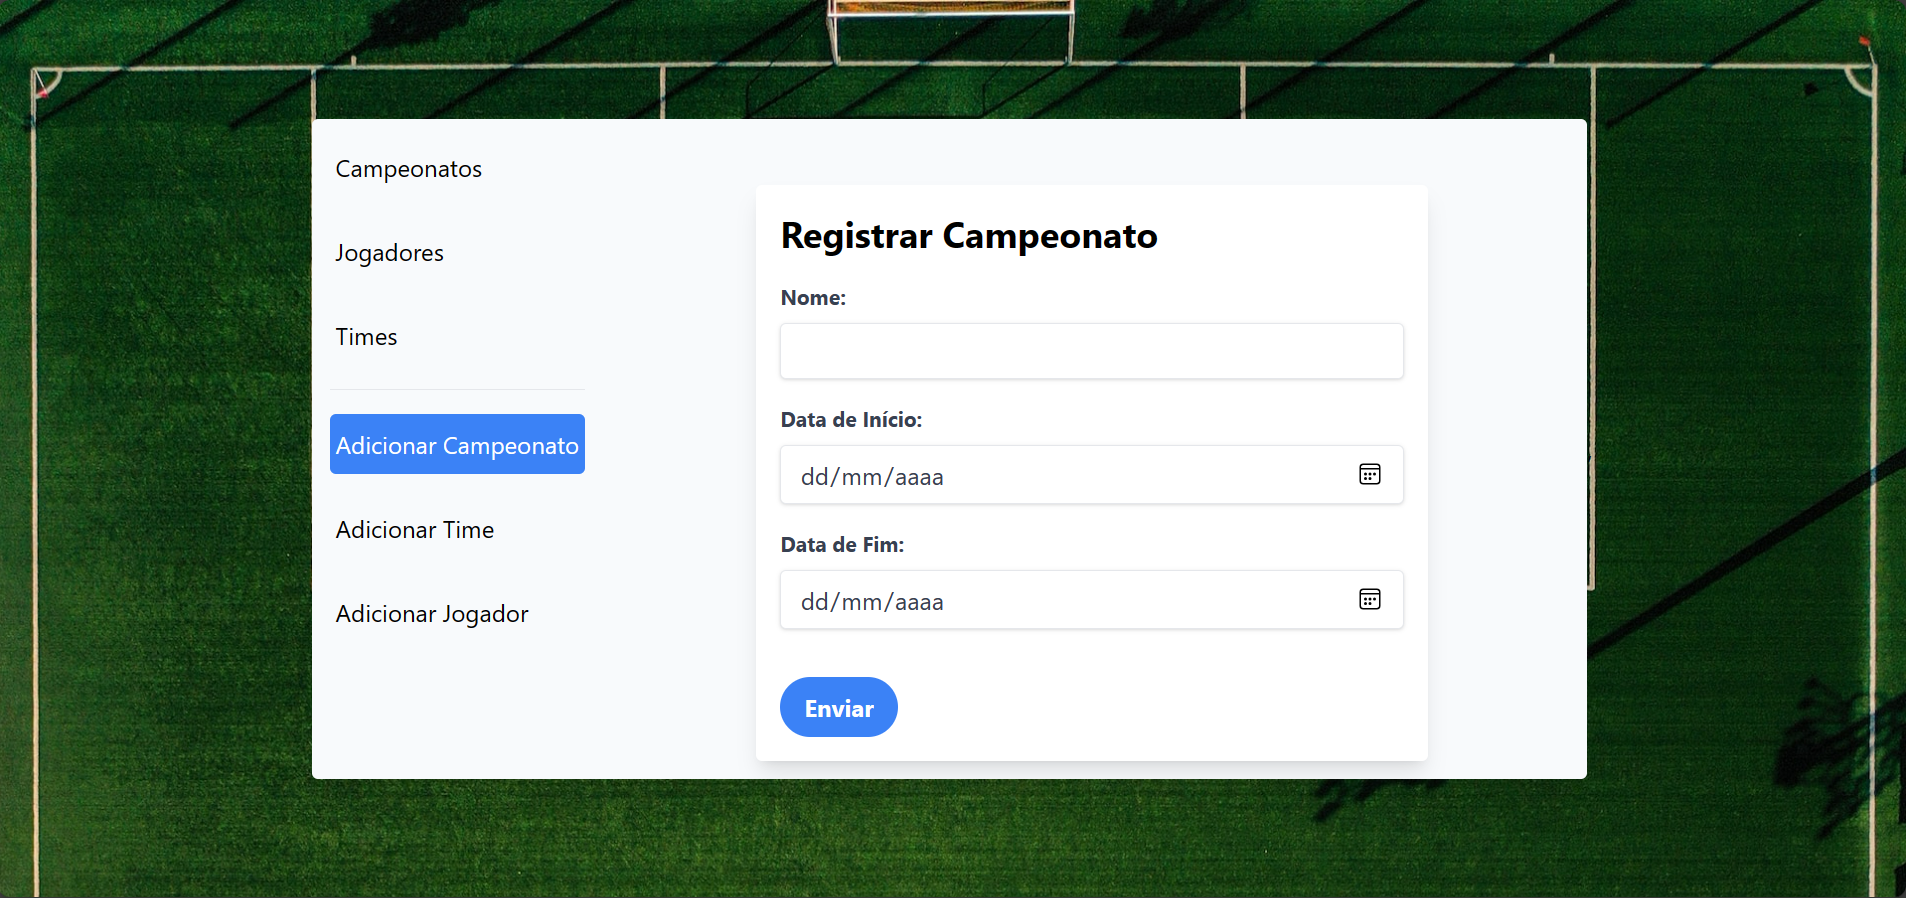 Campeonatos
Jogadores
Times
Adicionar Campeonato
Adicionar Time
Adicionar Jogador
Registrar Campeonato
Nome:
Data de Início:
dd/mm/aaaa
Data de Fim:
dd/mm/aaaa
Enviar